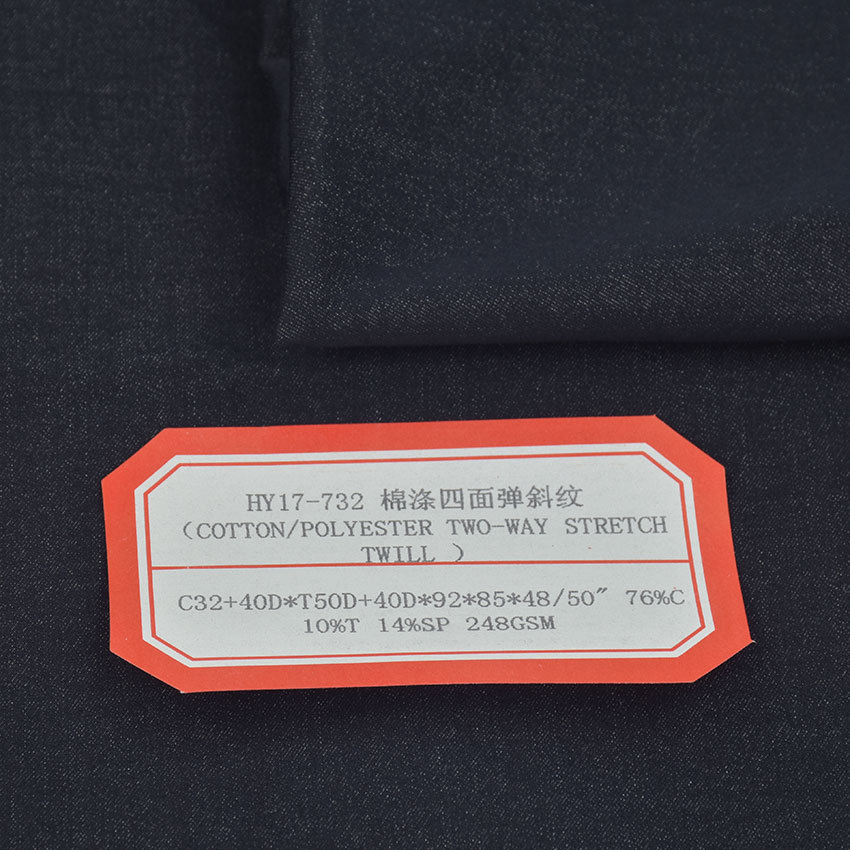 HY17-732 棉涤四面弹斜纹
（COTTON/POLYESTER TWO-WAY STRETCH
TWILL ）
C32+40D*T50D+40D*92*85*48/50″ 76%C
10%T 14%SP 248GSM